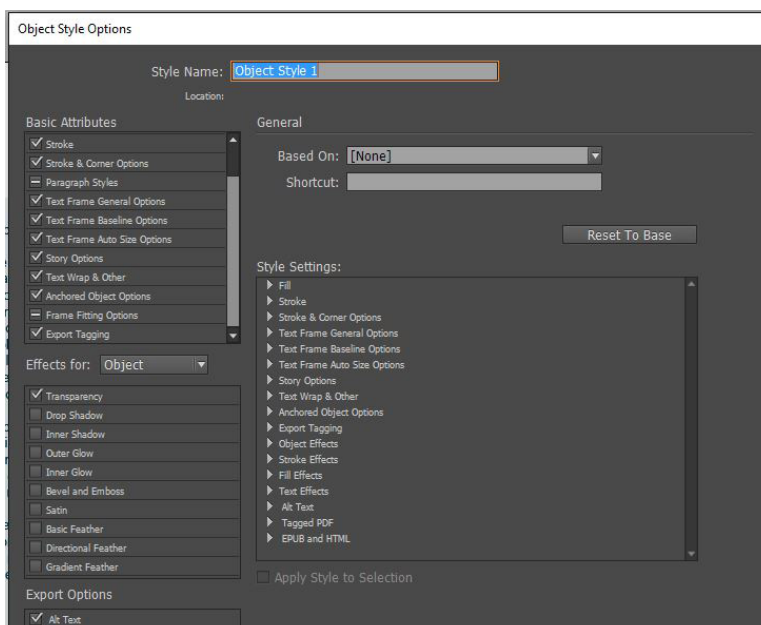 Object Style Options
Style Name: Object Style 1
Location:
Basic Attributes
Stroke
Stroke & Corner Options
Paragraph Styles
Text Frame General Options
Text Frame Baseline Options
Text Frame Auto Size Options
Story Options
Text Wrap & Other
Anchored Object Options
Frame Fitting Options
Export Tagging
Effects for: Object
Transparency
Drop Shadow
Inner Shadow
Outer Glow
Inner Glow
Bevel and Emboss
Satin
Basic Feather
Directional Feather
Gradient Feather
Export Options
Alt Text
General
Based On: [None]
Shortcut:
Reset To Base
Style Settings:
Fill
Stroke
Stroke & Corner Options
Text Frame General Options
Text Frame Baseline Options
Text Frame Auto Size Options
Story Options
Text Wrap & Other
Anchored Object Options
Export Tagging
Object Effects
Stroke Effects
Fill Effects
Text Effects
Alt Text
Tagged PDF
EPUB and HTML
Apply Style to Selection